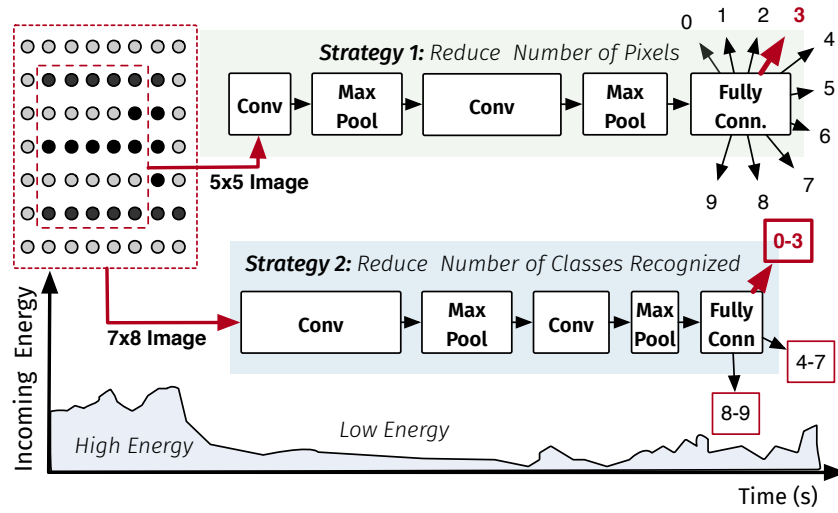 0 1 2 3 4 5 6 7 8 9
Strategy 1: Reduce Number of Pixels
Conv
Max Pool
Conv
Max Pool
Fully Conn.
5x5 Image
Strategy 2: Reduce Number of Classes Recognized
0-3
Conv
Max Pool
Conv
Max Pool
Fully Conn
7x8 Image
4-7
8-9
Incoming Energy
High Energy
Low Energy
Time (s)